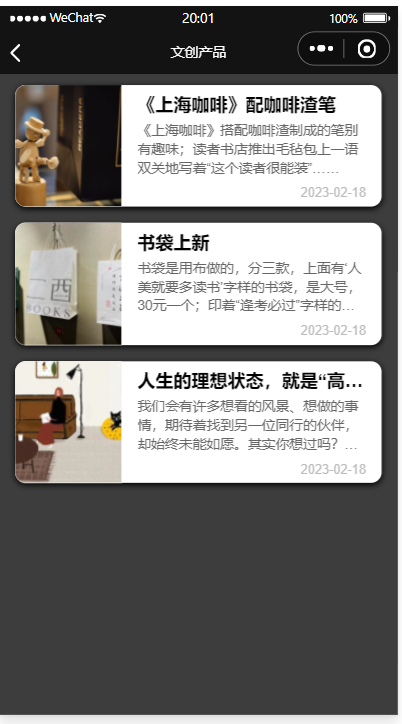 WeChat 20:01 100%
文创产品
《上海咖啡》配咖啡渣笔
《上海咖啡》搭配咖啡渣制成的笔别
有趣味；读者书店推出毛毡包上一语
双关地写着“这个读者很能装”……
2023-02-18
一酉
BOOKS
书袋上新
书袋是用布做的，分三款，上面有‘人
美就要多读书’字样的书袋，是大号，
30元一个；印着“逢考必过”字样的...
2023-02-18
人生的理想状态，就是“高...
我们会有许多想看的风景、想做的事
情，期待着找到另一位同行的伙伴，
却始终未能如愿。其实你想过吗？...
2023-02-18